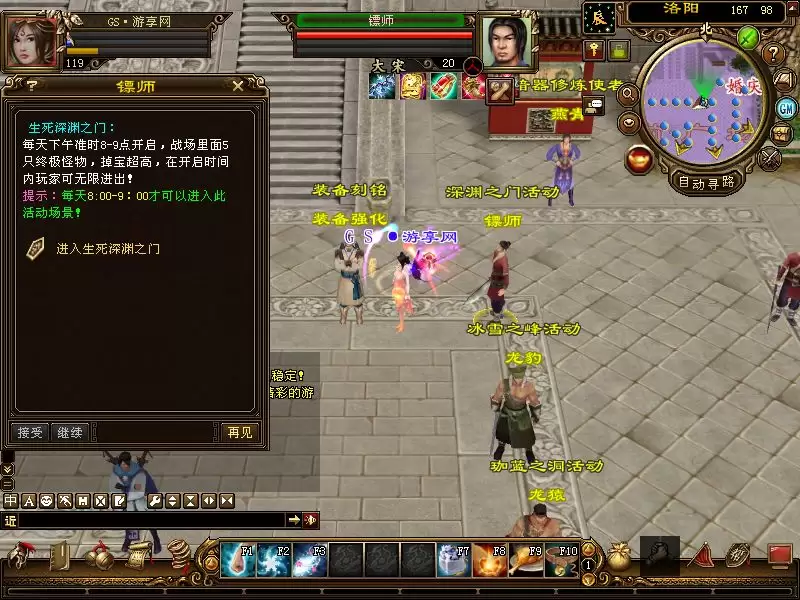 GS·游享网
119
镖师
大宋
20
辰
洛阳
167 98
北
婚庆
GM
自动寻路
? 镖师 ×
生死深渊之门：
每天下午准时8-9点开启，战场里面5
只终极怪物，掉宝超高，在开启时间
内玩家可无限进出！
提示：每天8:00-9：00才可以进入此
活动场景！
进入生死深渊之门
接受 继续 再见
音器修炼使者
燕青
装备刻铭
深渊之门活动
装备强化
镖师
GS●游享网
冰雪之峰活动
龙豹
稳定！
精彩的游
珈蓝之洞活动
龙猿
中 A
近
F1 F2 F3 F7 F8 F9 F10
1